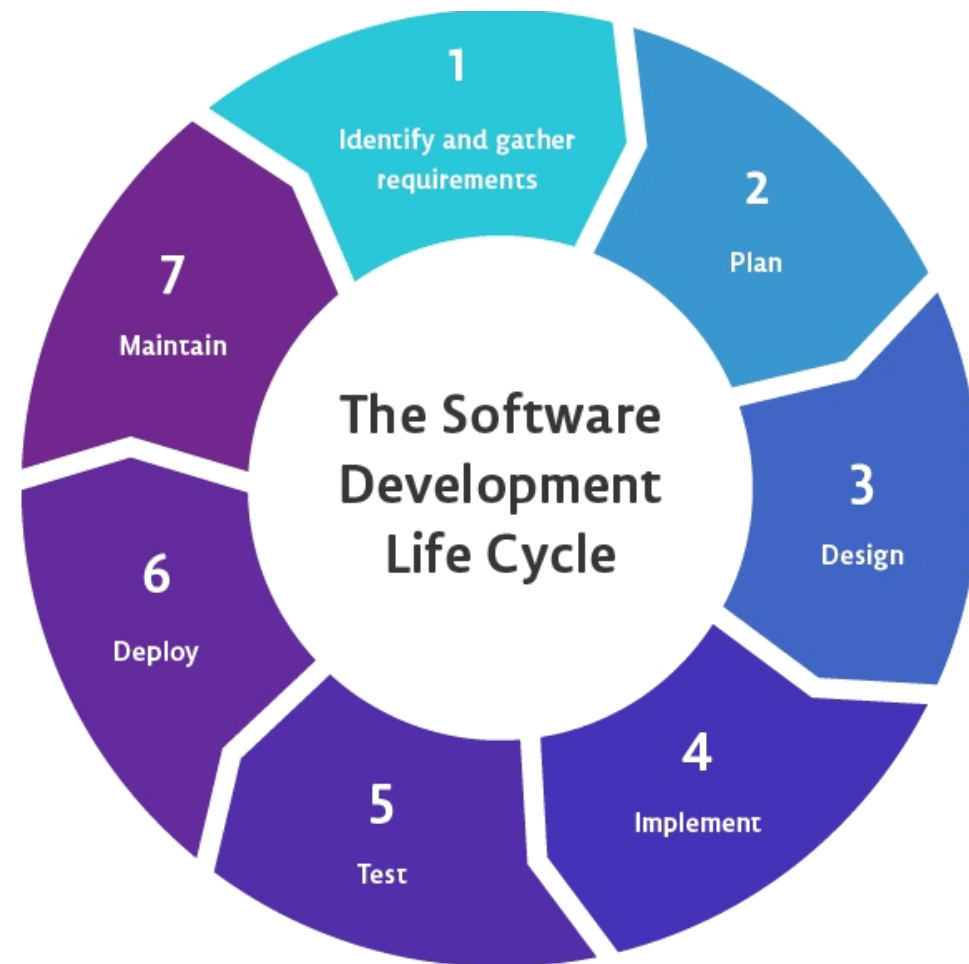 1
Identify and gather
requirements
2
Plan
3
Design
4
Implement
5
Test
6
Deploy
7
Maintain
The Software
Development
Life Cycle